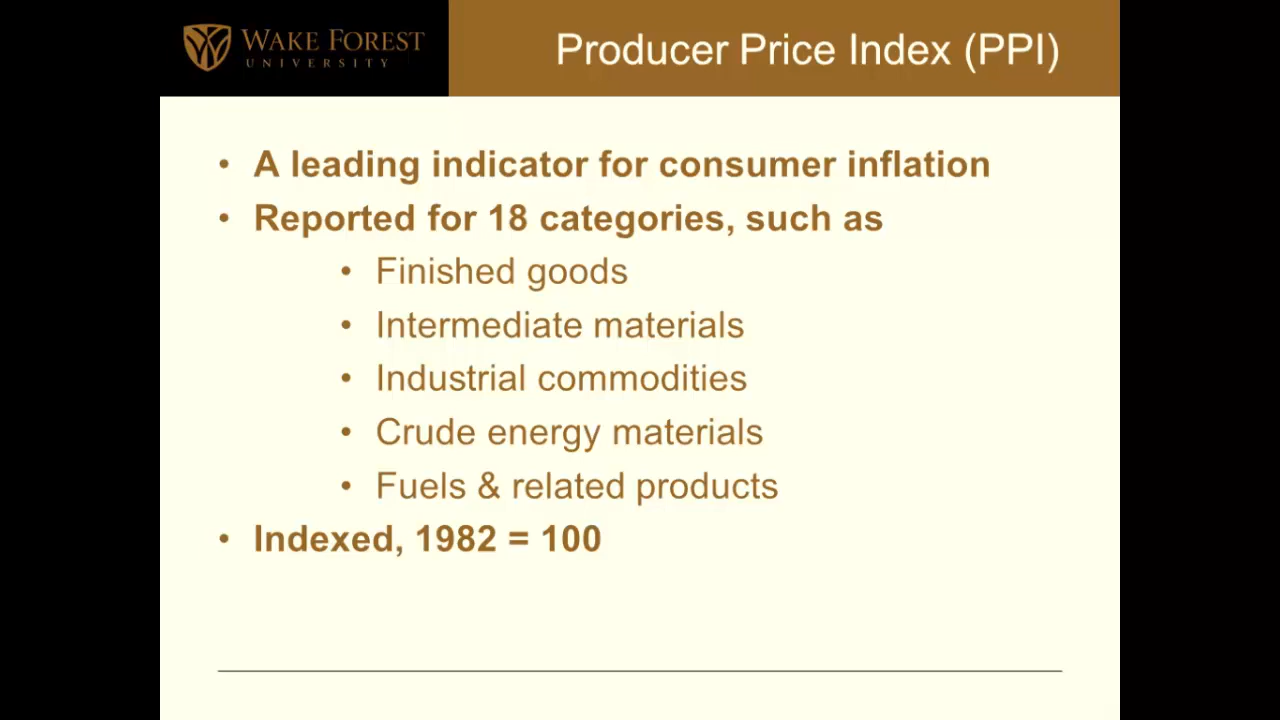 WAKE FOREST
UNIVERSITY
Producer Price Index (PPI)
• A leading indicator for consumer inflation
• Reported for 18 categories, such as
• Finished goods
• Intermediate materials
• Industrial commodities
• Crude energy materials
• Fuels & related products
• Indexed, 1982 = 100